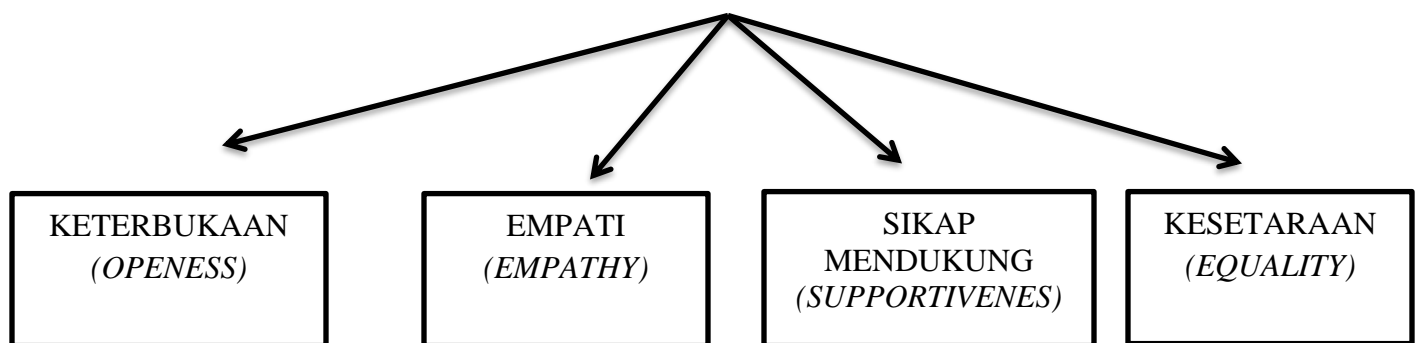 KETERBUKAAN
(OPENESS)
EMPATI
(EMPATHY)
SIKAP
MENDUKUNG
(SUPPORTIVENES)
KESETARAAN
(EQUALITY)